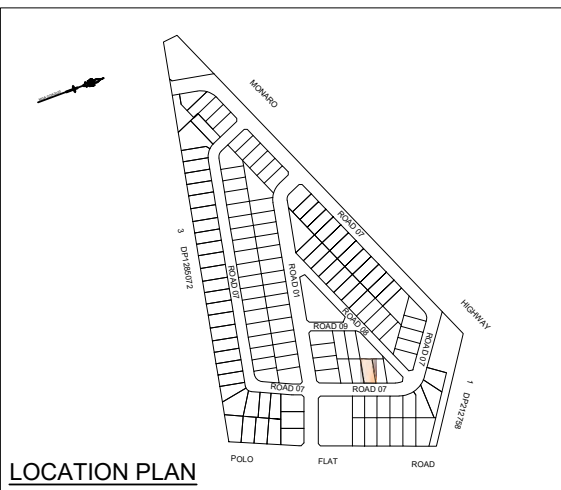 MONARO
ROAD 07
3
DP1285072
ROAD 07
ROAD 01
ROAD 08
HIGHWAY
ROAD 09
ROAD 07
1 DP212758
ROAD 07
ROAD 07
POLO
FLAT
ROAD
LOCATION PLAN